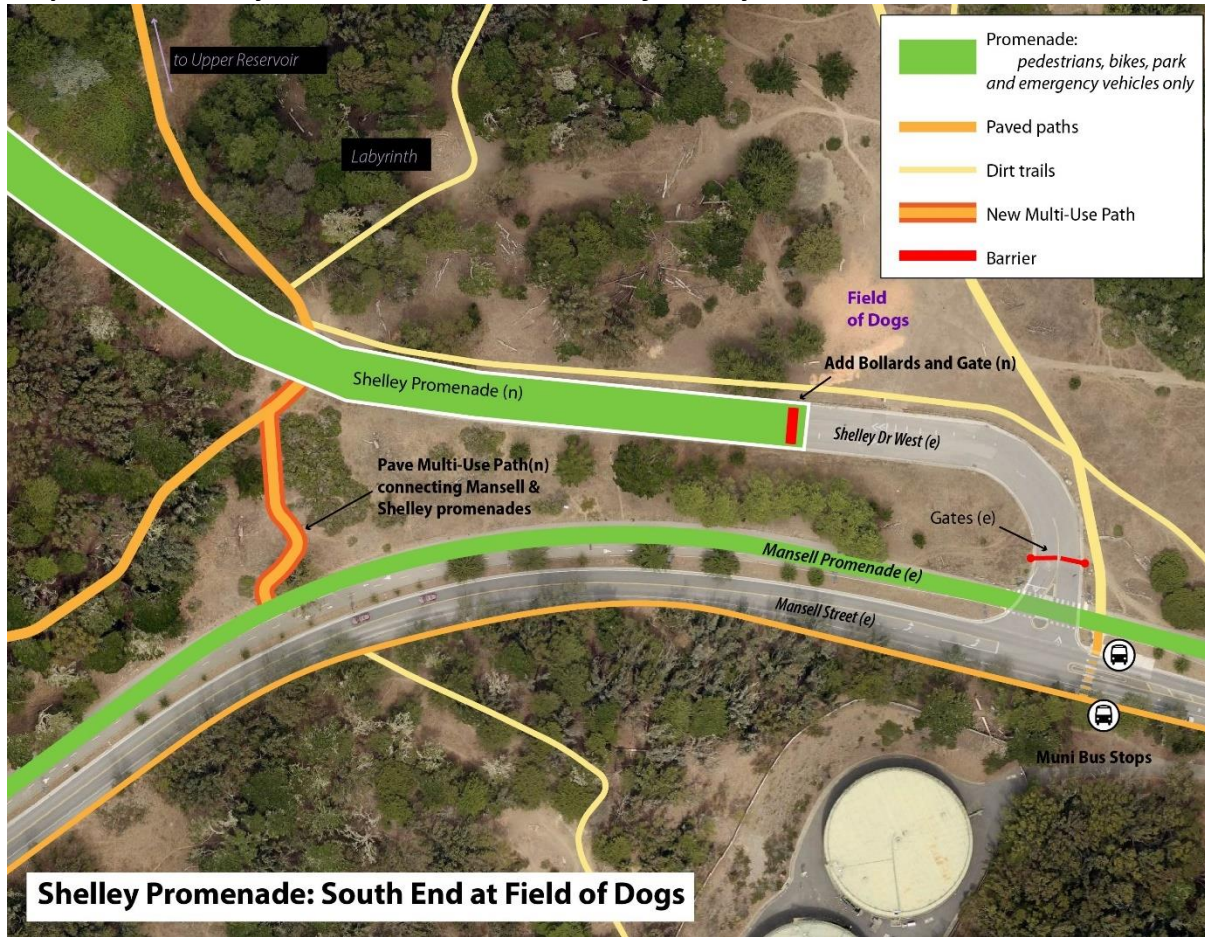 to Upper Reservoir
Labyrinth
Promenade:
pedestrians, bikes, park
and emergency vehicles only
Paved paths
Dirt trails
New Multi-Use Path
Barrier
Field
of Dogs
Add Bollards and Gate (n)
Shelley Promenade (n)
Shelley Dr West (e)
Pave Multi-Use Path(n)
connecting Mansell &
Shelley promenades
Gates (e)
Mansell Promenade (e)
Mansell Street (e)
Muni Bus Stops
Shelley Promenade: South End at Field of Dogs